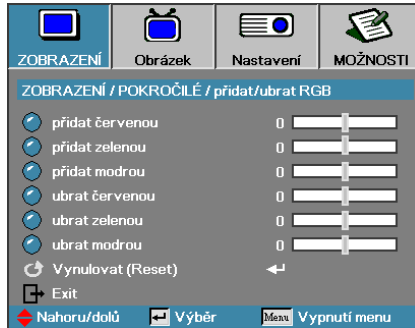 ZOBRAZENÍ Obrázek Nastavení MOŽNOSTI
ZOBRAZENÍ / POKROČILÉ / přidat/ubrat RGB
přidat červenou 0
přidat zelenou 0
přidat modrou 0
ubrat červenou 0
ubrat zelenou 0
ubrat modrou 0
Vynulovat (Reset)
Exit
Nahoru/dolů Výběr Menu Vypnutí menu